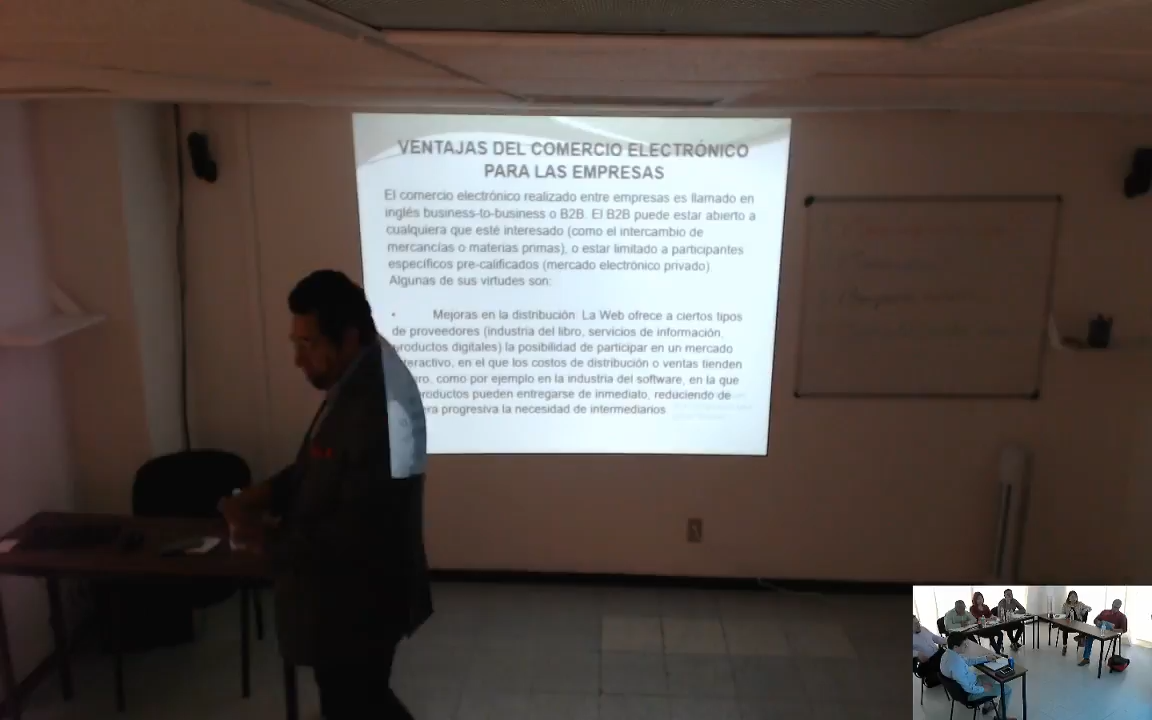 VENTAJAS DEL COMERCIO ELECTRÓNICO
PARA LAS EMPRESAS
El comercio electrónico realizado entre empresas es llamado en
inglés business-to-business o B2B. El B2B puede estar abierto a
cualquiera que esté interesado (como el intercambio de
mercancías o materias primas), o estar limitado a participantes
específicos pre-calificados (mercado electrónico privado).
Algunas de sus virtudes son:
• Mejoras en la distribución: La Web ofrece a ciertos tipos
de proveedores (industria del libro, servicios de información,
productos digitales) la posibilidad de participar en un mercado
en el que los costos de distribución o ventas tienden
como por ejemplo en la industria del software, en la que
pueden entregarse de inmediato, reduciendo de
progresiva la necesidad de intermediarios